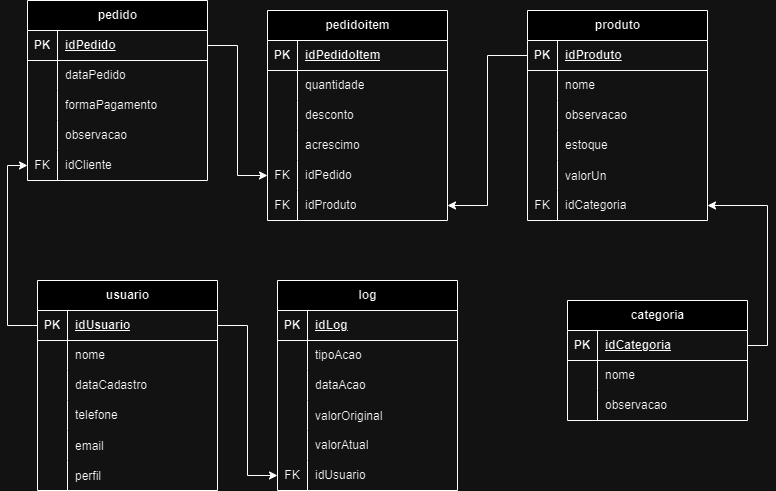 pedido
PK idPedido
dataPedido
formaPagamento
observacao
FK idCliente
pedidoitem
PK idPedidoItem
quantidade
desconto
acrescimo
FK idPedido
FK idProduto
produto
PK idProduto
nome
observacao
estoque
valorUn
FK idCategoria
usuario
PK idUsuario
nome
dataCadastro
telefone
email
perfil
log
PK idLog
tipoAcao
dataAcao
valorOriginal
valorAtual
FK idUsuario
categoria
PK idCategoria
nome
observacao